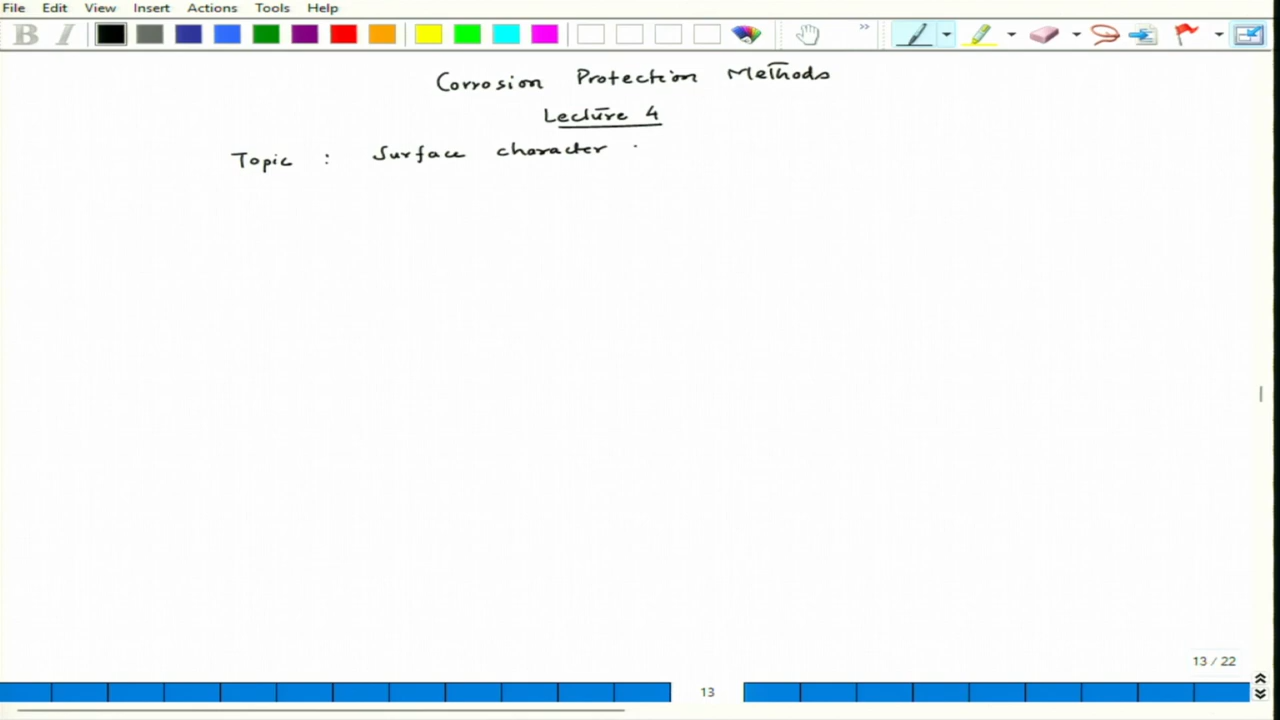 File Edit View Insert Actions Tools Help
B I
Corrosion Protection Methods
Lecture 4
Topic : Surface character
13 / 22
13